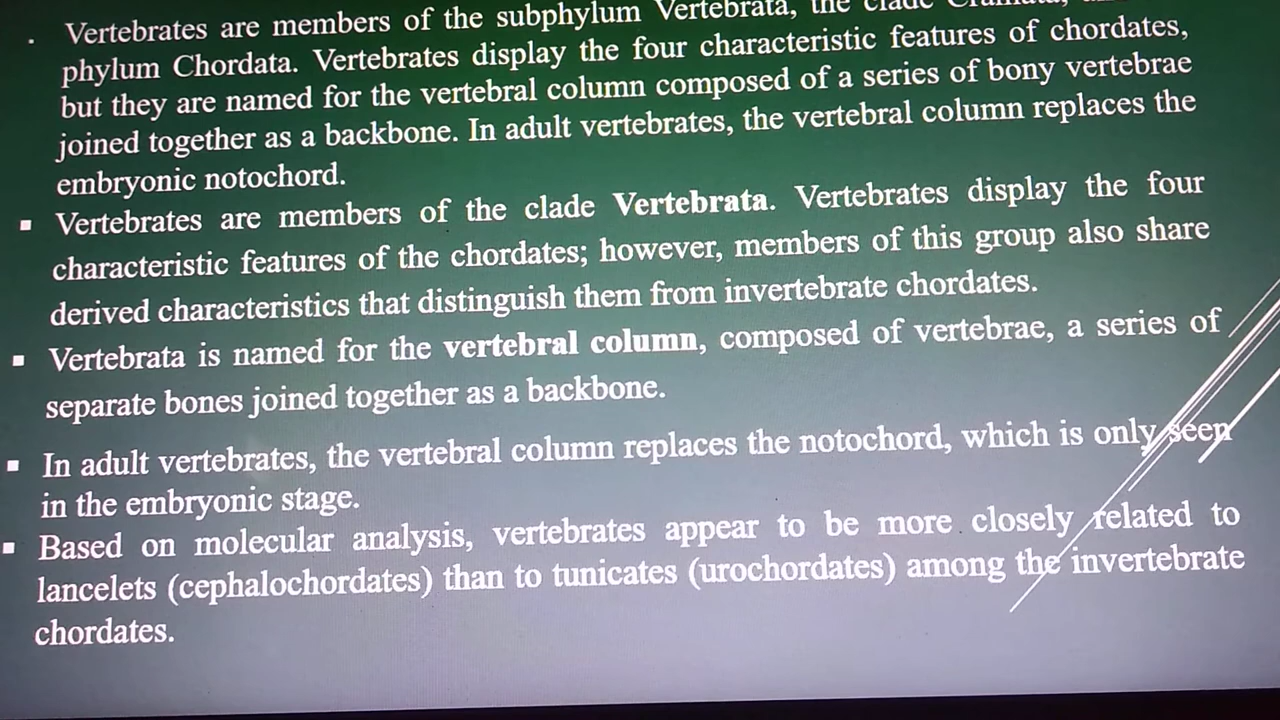 . Vertebrates are members of the subphylum Vertebrata, the clade
phylum Chordata. Vertebrates display the four characteristic features of chordates,
but they are named for the vertebral column composed of a series of bony vertebrae
joined together as a backbone. In adult vertebrates, the vertebral column replaces the
embryonic notochord.
▪ Vertebrates are members of the clade Vertebrata. Vertebrates display the four
characteristic features of the chordates; however, members of this group also share
derived characteristics that distinguish them from invertebrate chordates.
▪ Vertebrata is named for the vertebral column, composed of vertebrae, a series of
separate bones joined together as a backbone.
▪ In adult vertebrates, the vertebral column replaces the notochord, which is only seen
in the embryonic stage.
▪ Based on molecular analysis, vertebrates appear to be more closely related to
lancelets (cephalochordates) than to tunicates (urochordates) among the invertebrate
chordates.